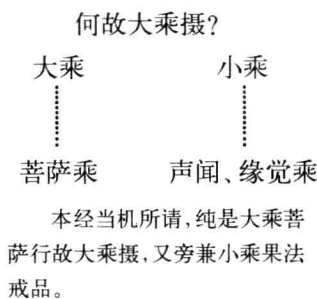 何故大乘摄?
大乘 小乘
菩萨乘 声闻、缘觉乘
本经当机所请,纯是大乘菩
萨行故大乘摄,又旁兼小乘果法
戒品。